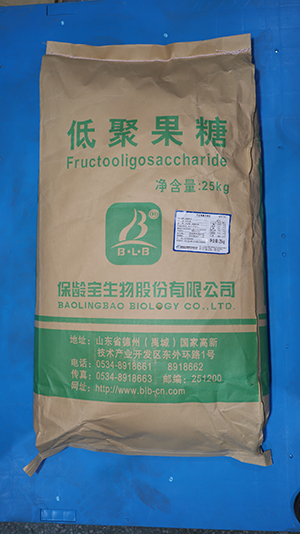 低聚果糖
Fructooligosaccharide
净含量:25kg
B·L·B
保龄宝生物股份有限公司
BAOLINGBAO BIOLOGY CO.,LTD.
地址: 山东省德州（禹城）国家高新
技术产业开发区东外环路1号
电话: 0534-8918661 8918662
传真: 0534-8918663 邮编: 251200
网址: http://www.blb-cn.com